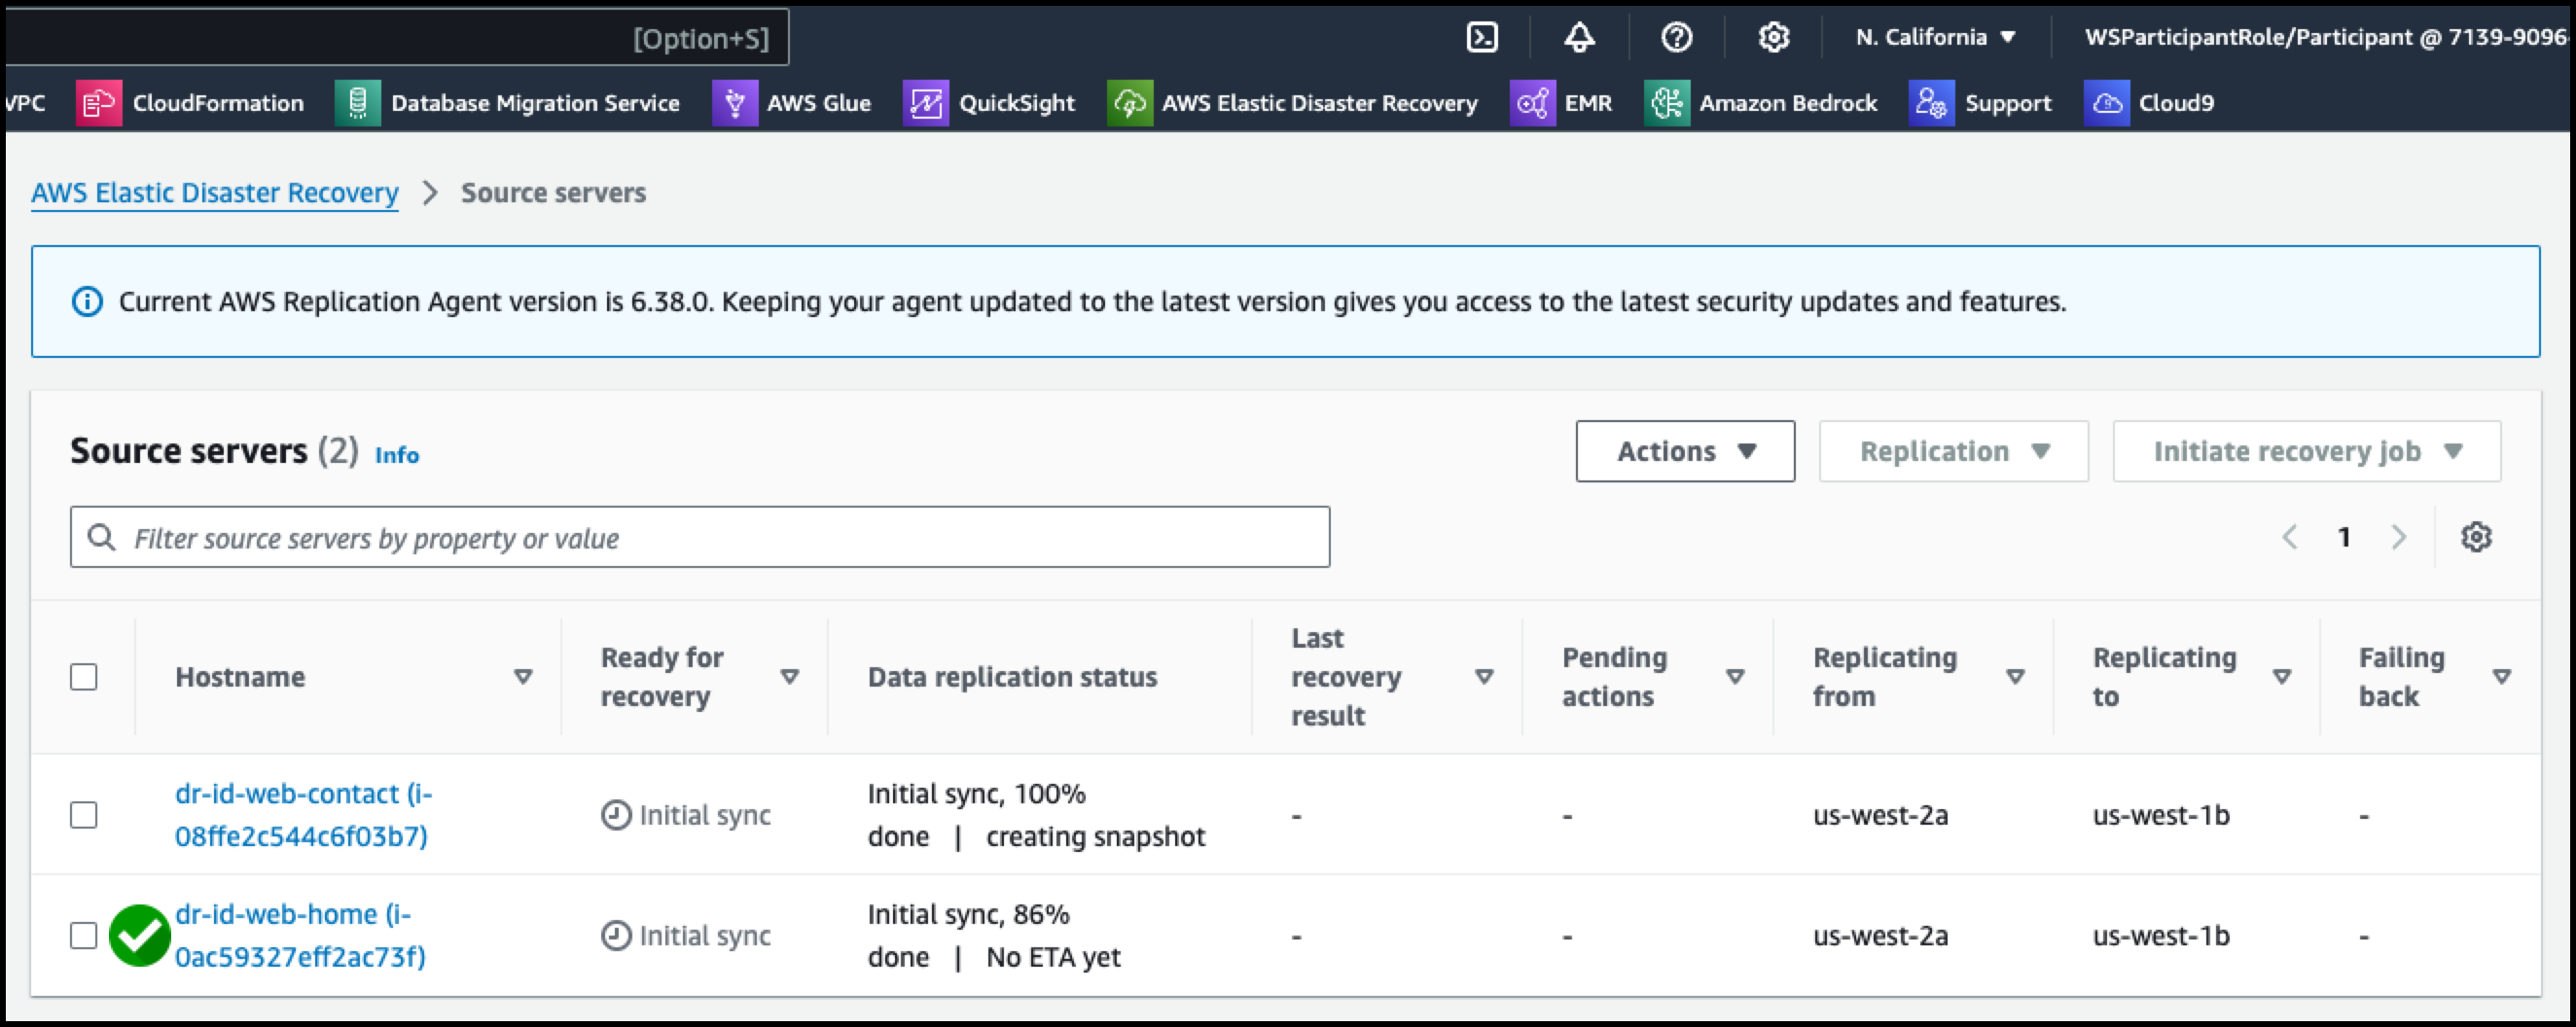 [Option+S]
N. California
WSParticipantRole/Participant @ 7139-9096
VPC
CloudFormation
Database Migration Service
AWS Glue
QuickSight
AWS Elastic Disaster Recovery
EMR
Amazon Bedrock
Support
Cloud9
AWS Elastic Disaster Recovery > Source servers
Current AWS Replication Agent version is 6.38.0. Keeping your agent updated to the latest version gives you access to the latest security updates and features.
Source servers (2) Info
Actions
Replication
Initiate recovery job
Filter source servers by property or value
1
Hostname
Ready for
recovery
Data replication status
Last
recovery
result
Pending
actions
Replicating
from
Replicating
to
Failing
back
dr-id-web-contact (i-
08ffe2c544c6f03b7)
Initial sync
Initial sync, 100%
done | creating snapshot
-
-
us-west-2a
us-west-1b
-
dr-id-web-home (i-
0ac59327eff2ac73f)
Initial sync
Initial sync, 86%
done | No ETA yet
-
-
us-west-2a
us-west-1b
-